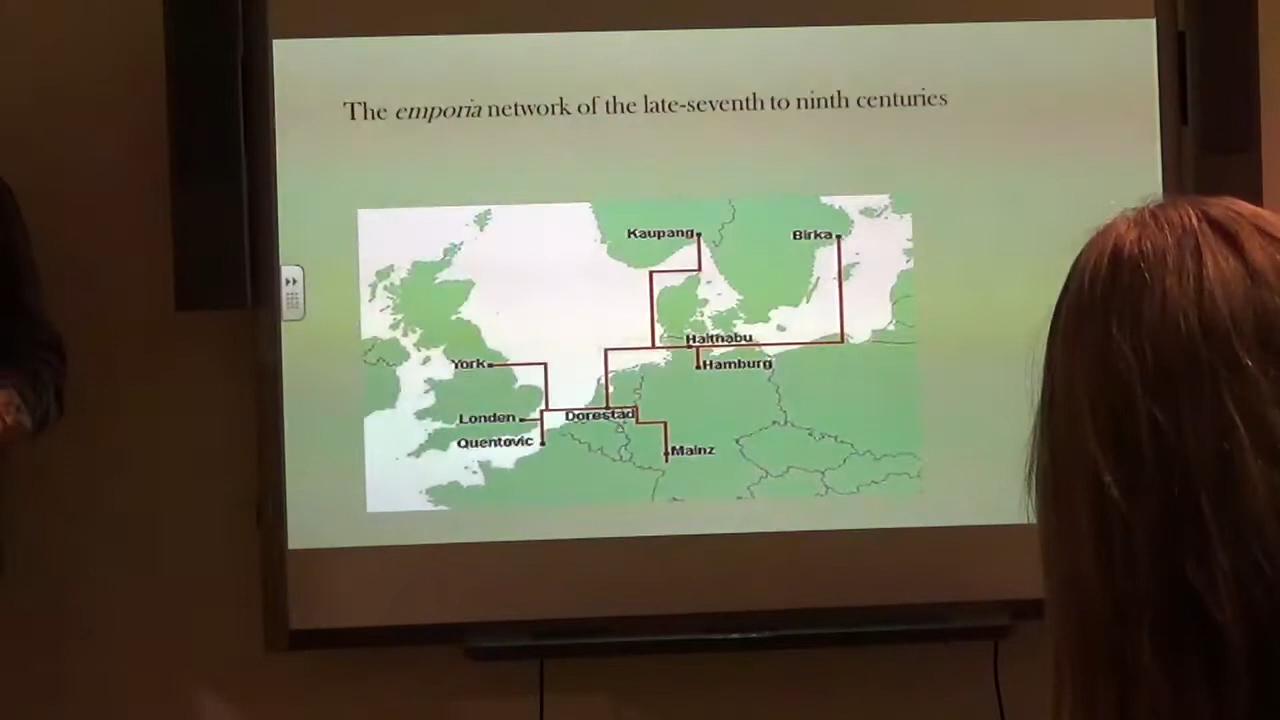 The emporia network of the late-seventh to ninth centuries
Kaupang
Birka
Haithabu
York
Hamburg
Londen
Dorestad
Quentovic
Mainz